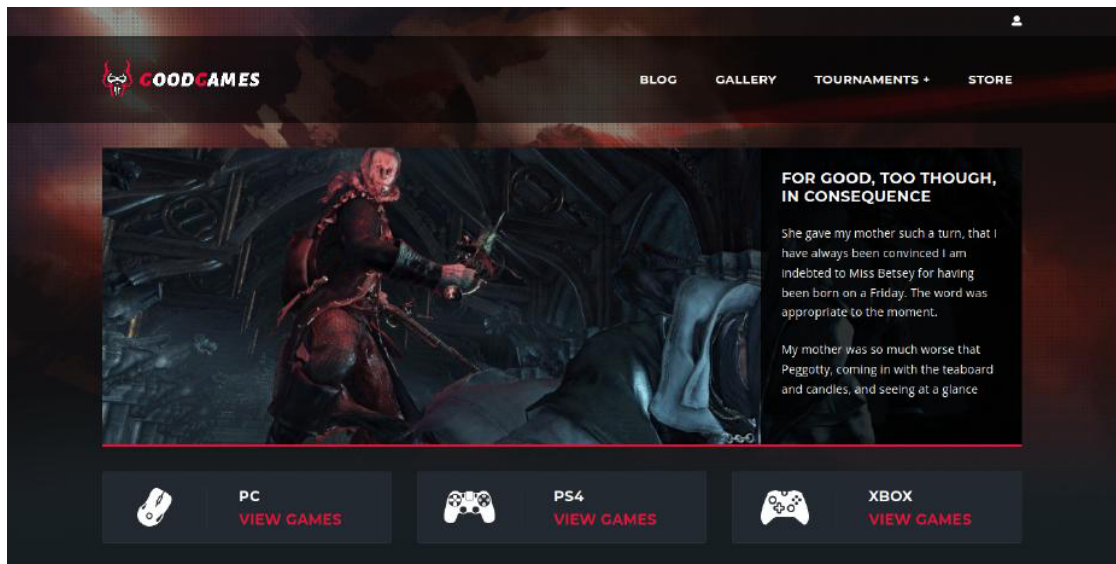 GOODGAMES
BLOG GALLERY TOURNAMENTS + STORE
FOR GOOD, TOO THOUGH,
IN CONSEQUENCE
She gave my mother such a turn, that I
have always been convinced I am
indebted to Miss Betsey for having
been born on a Friday. The word was
appropriate to the moment.
My mother was so much worse that
Peggotty, coming in with the teaboard
and candles, and seeing at a glance
PC
VIEW GAMES
PS4
VIEW GAMES
XBOX
VIEW GAMES